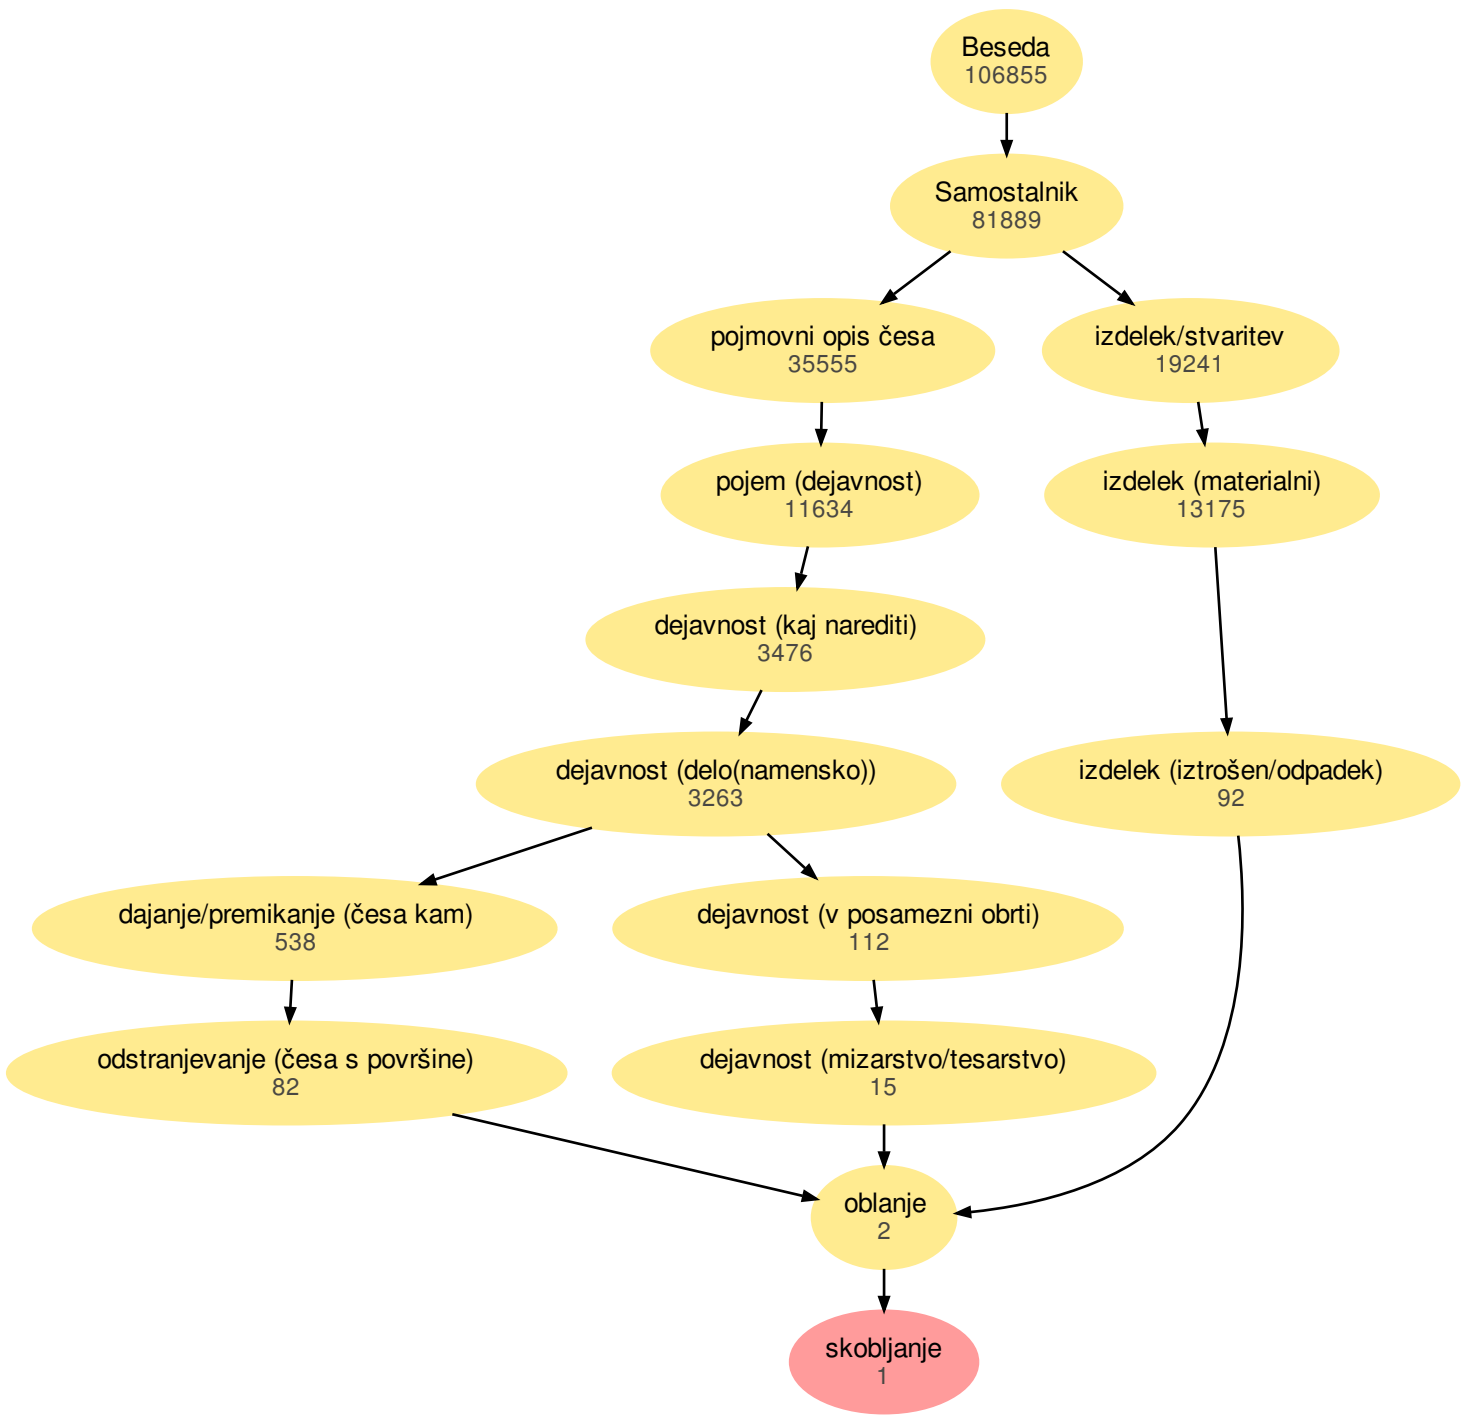 Beseda
106855
Samostalnik
81889
pojmovni opis česa
35555
izdelek/stvaritev
19241
pojem (dejavnost)
11634
izdelek (materialni)
13175
dejavnost (kaj narediti)
3476
dejavnost (delo(namensko))
3263
izdelek (iztrošen/odpadek)
92
dajanje/premikanje (česa kam)
538
dejavnost (v posamezni obrti)
112
odstranjevanje (česa s površine)
82
dejavnost (mizarstvo/tesarstvo)
15
oblanje
2
skobljanje
1